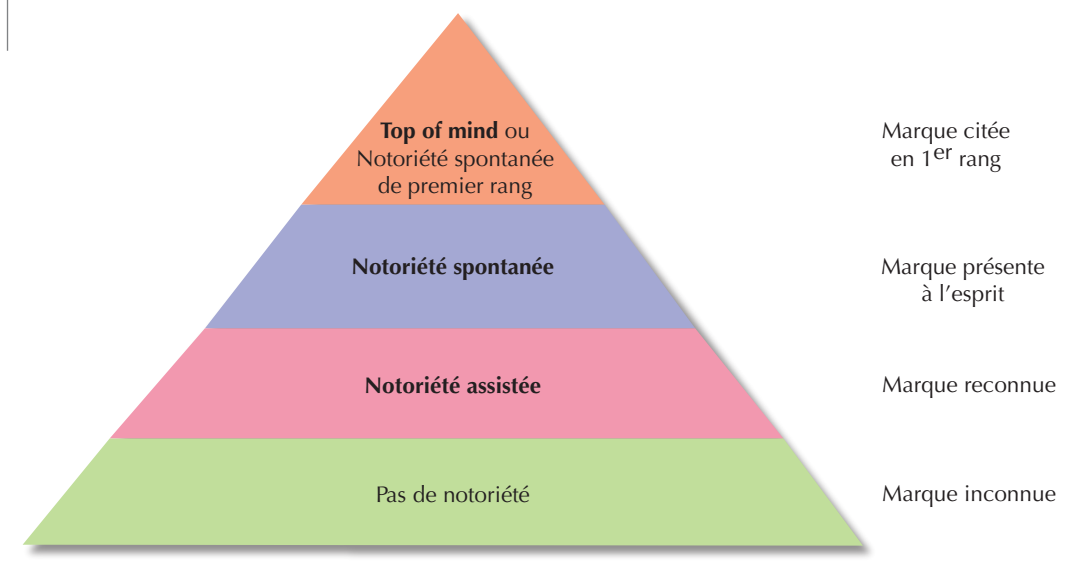 Top of mind ou
Notoriété spontanée
de premier rang
Marque citée
en 1er rang
Notoriété spontanée
Marque présente
à l'esprit
Notoriété assistée
Marque reconnue
Pas de notoriété
Marque inconnue